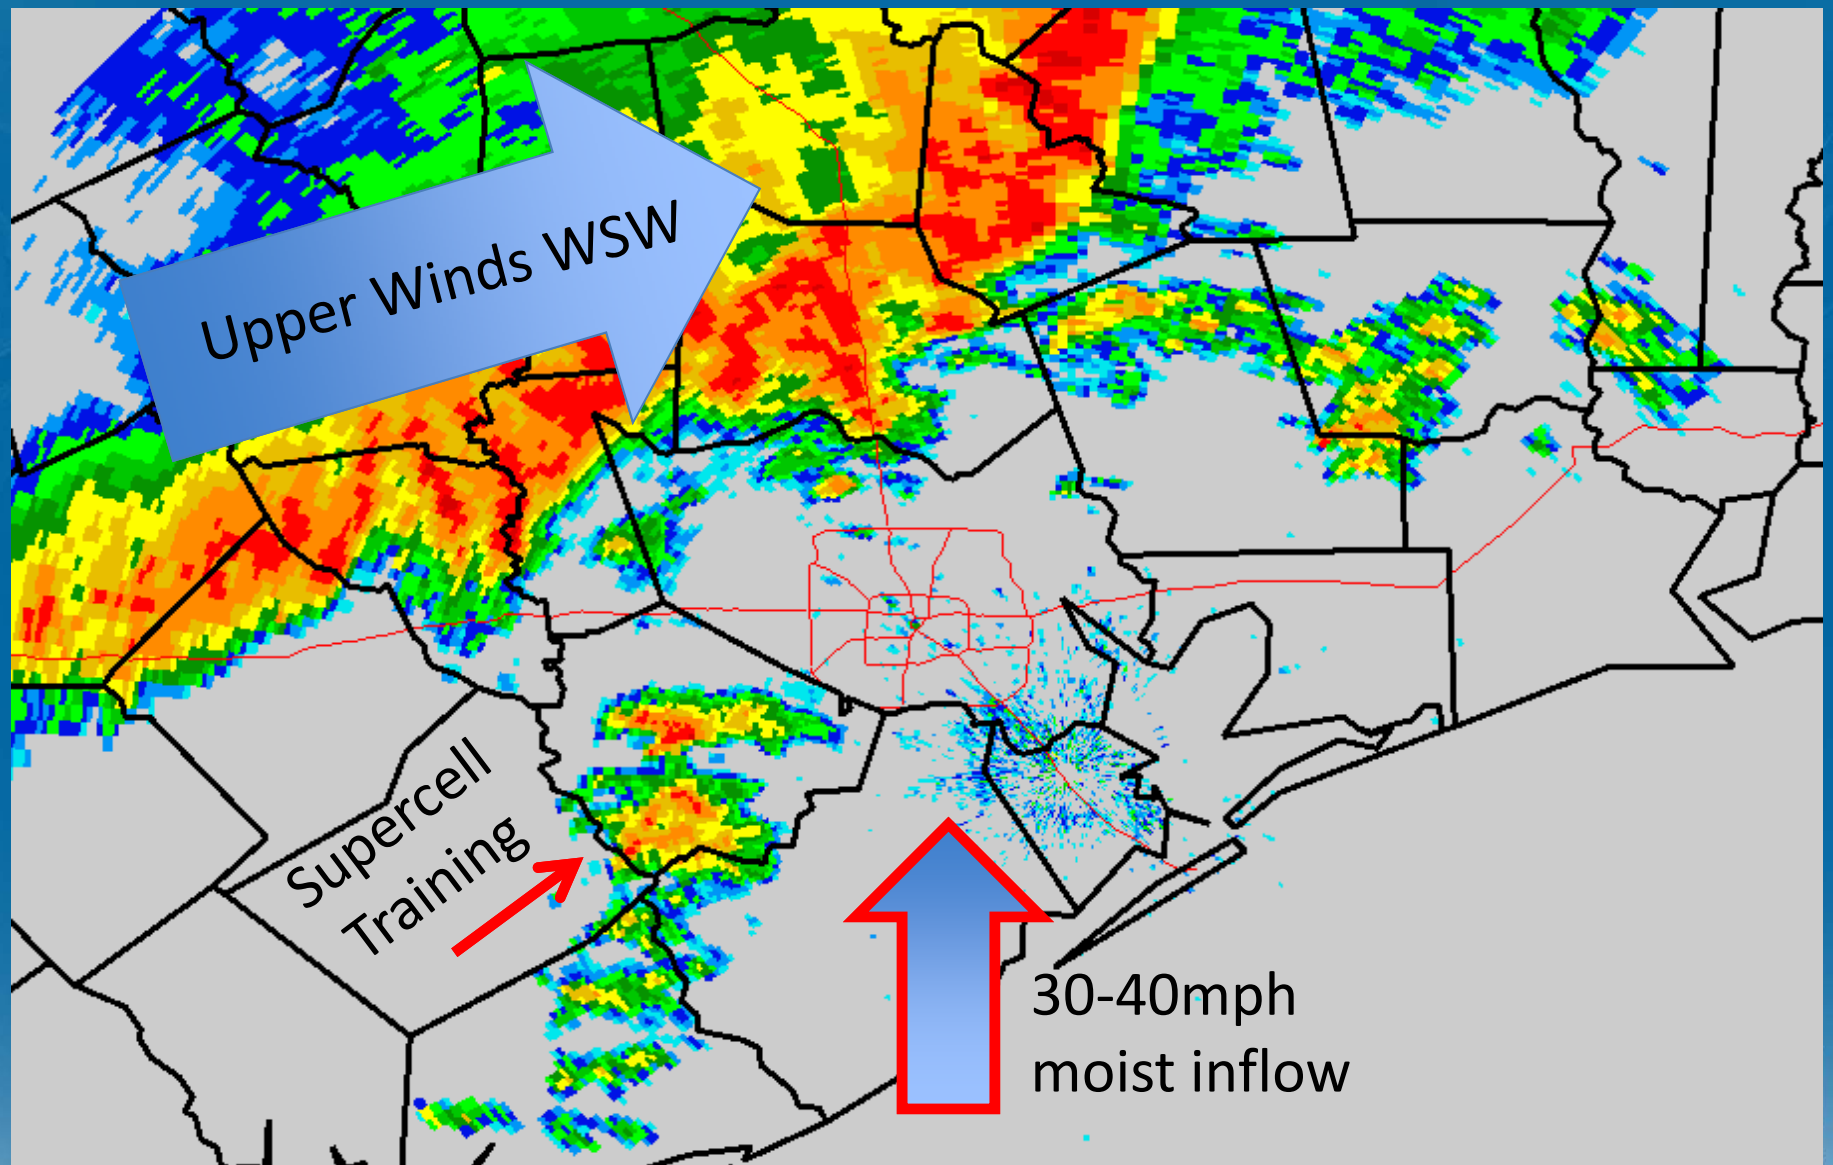 Upper Winds WSW
Supercell
Training
30-40mph
moist inflow